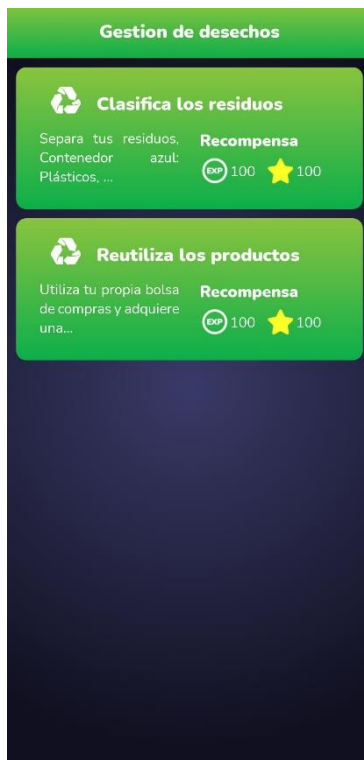 Gestion de desechos
Clasifica los residuos
Separa tus residuos,
Contenedor azul:
Plásticos, ...
Recompensa
EXP 100 100
Reutiliza los productos
Utiliza tu propia bolsa
de compras y adquiere
una...
Recompensa
EXP 100 100